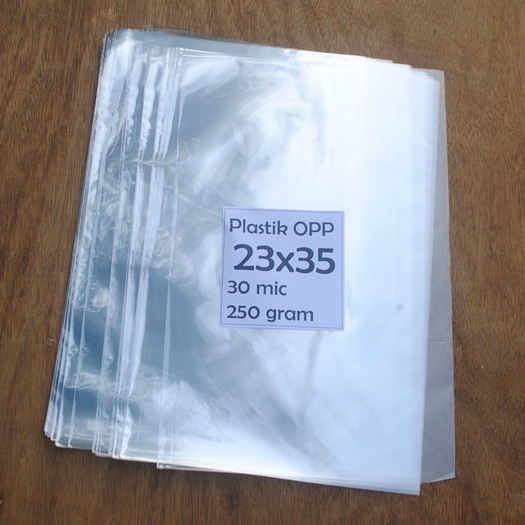 Plastik OPP
23x35
30 mic
250 gram